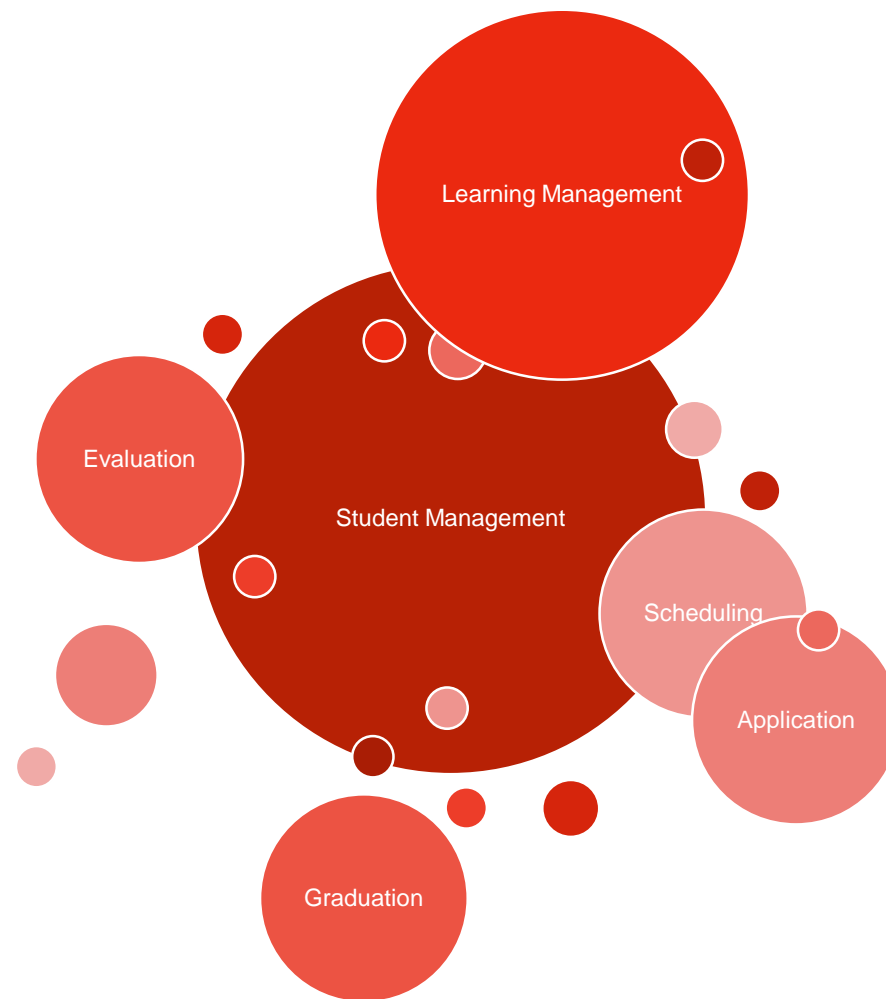 Learning Management
Evaluation
Student Management
Scheduling
Application
Graduation